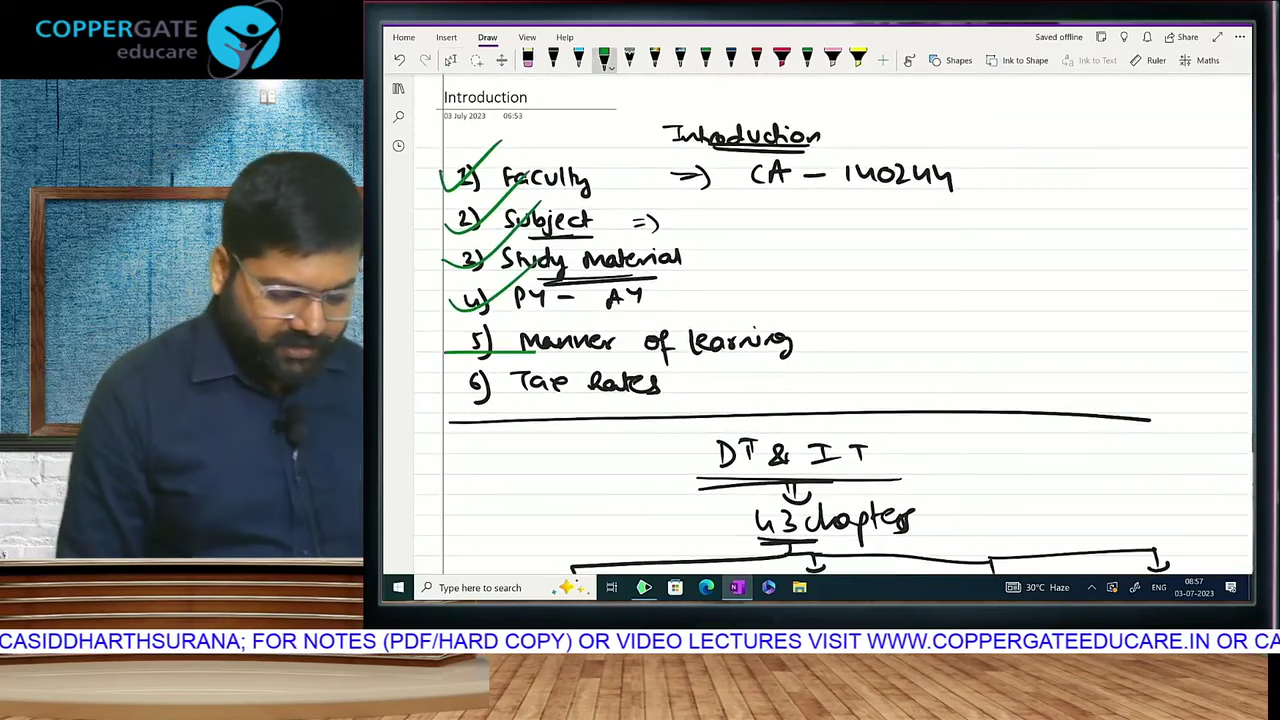 COPPERGATE
educare
Home Insert Draw View Help
Saved offline
Share
Shapes
Ink to Shape
Ink to Text
Ruler
Maths
Introduction
03 July 2023 06:53
Introduction
1) Faculty => CA - 140244
2) Subject =>
3) Study Material
4) PY - AY
5) Manner of learning
6) Tax Rates
DT & IT
43 chapters
Type here to search
30°C Haze
ENG
08:57
03-07-2023
CASIDDHARTHSURANA; FOR NOTES (PDF/HARD COPY) OR VIDEO LECTURES VISIT WWW.COPPERGATEEDUCARE.IN OR CA